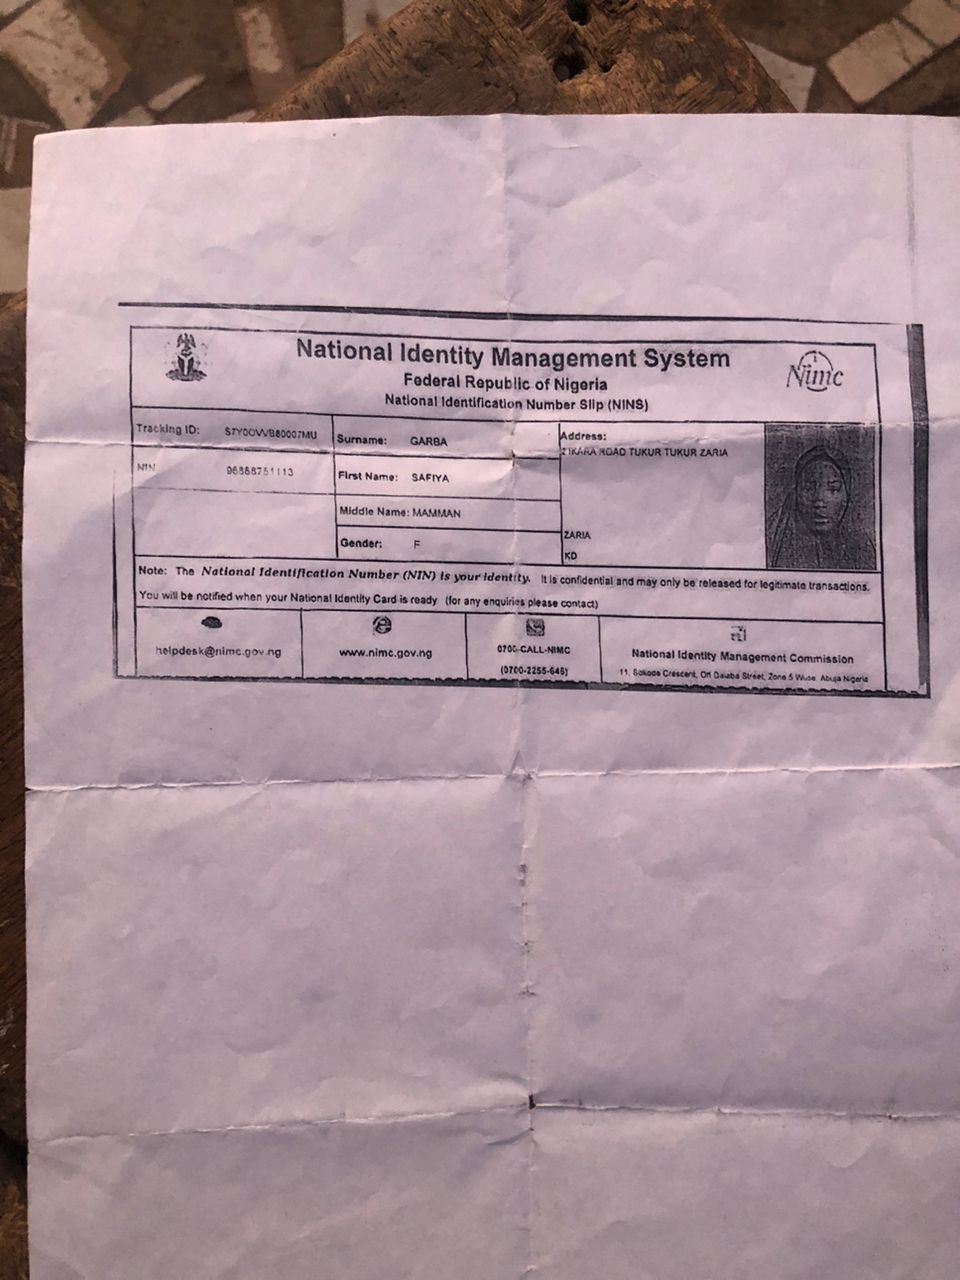 National Identity Management System
Federal Republic of Nigeria
National Identification Number Slip (NINS)
Nimc
Tracking ID:
Surname: GARBA
Address:
ROAD TUKUR TUKUR ZARIA
NIN
First Name: SAFIYA
Middle Name: MAMMAN
ZARIA
Gender: F
KD
Note: The National Identification Number (NIN) is your identity. It is confidential and may only be released for legitimate transactions.
You will be notified when your National Identity Card is ready (for any enquiries please contact)
helpdesk@nimc.gov.ng
www.nimc.gov.ng
0700-CALL-NIMC
(0700-2255-646)
National Identity Management Commission
11, Sokode Crescent, Off Dalaba Street, Zone 5 Wuse, Abuja Nigeria